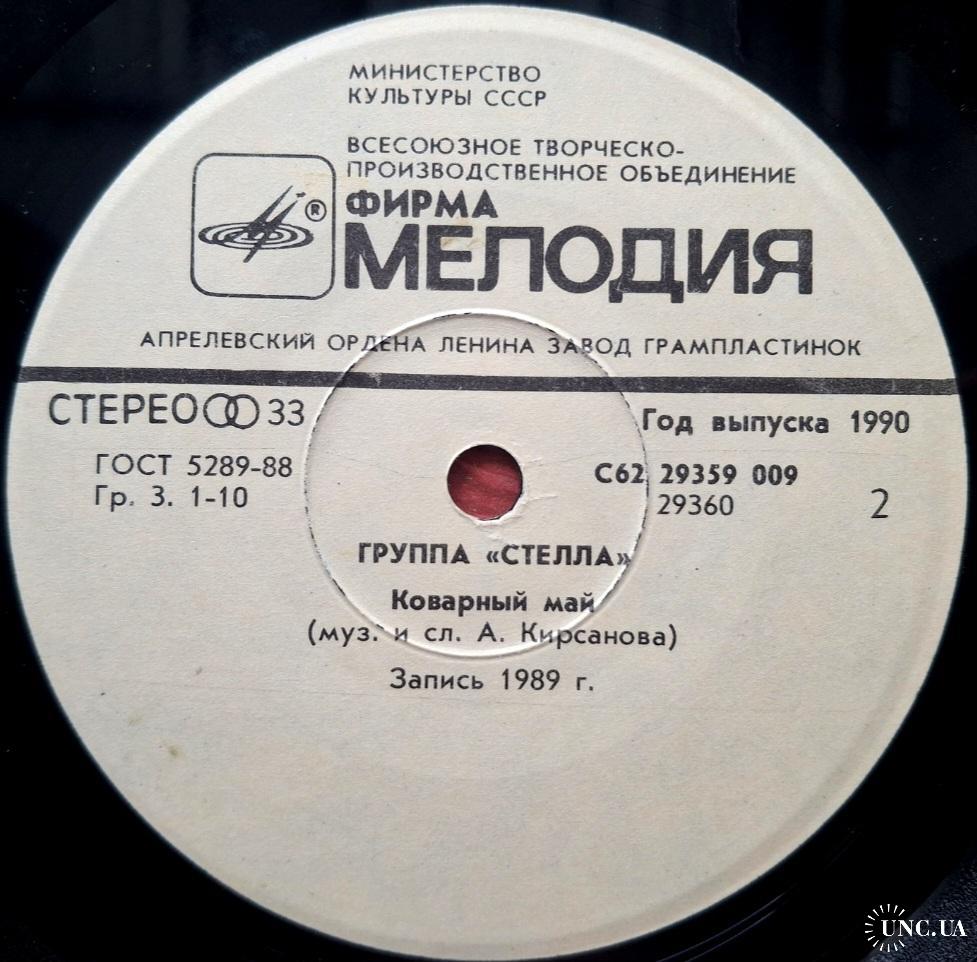 МИНИСТЕРСТВО
КУЛЬТУРЫ СССР
ВСЕСОЮЗНОЕ ТВОРЧЕСКО-
ПРОИЗВОДСТВЕННОЕ ОБЪЕДИНЕНИЕ
®
ФИРМА
МЕЛОДИЯ
АПРЕЛЕВСКИЙ ОРДЕНА ЛЕНИНА ЗАВОД ГРАМПЛАСТИНОК
СТЕРЕО 33
Год выпуска 1990
ГОСТ 5289-88
Гр. 3. 1-10
С62 29359 009
29360
2
ГРУППА «СТЕЛЛА»
Коварный май
(муз. и сл. А. Кирсанова)
Запись 1989 г.
UNC.UA